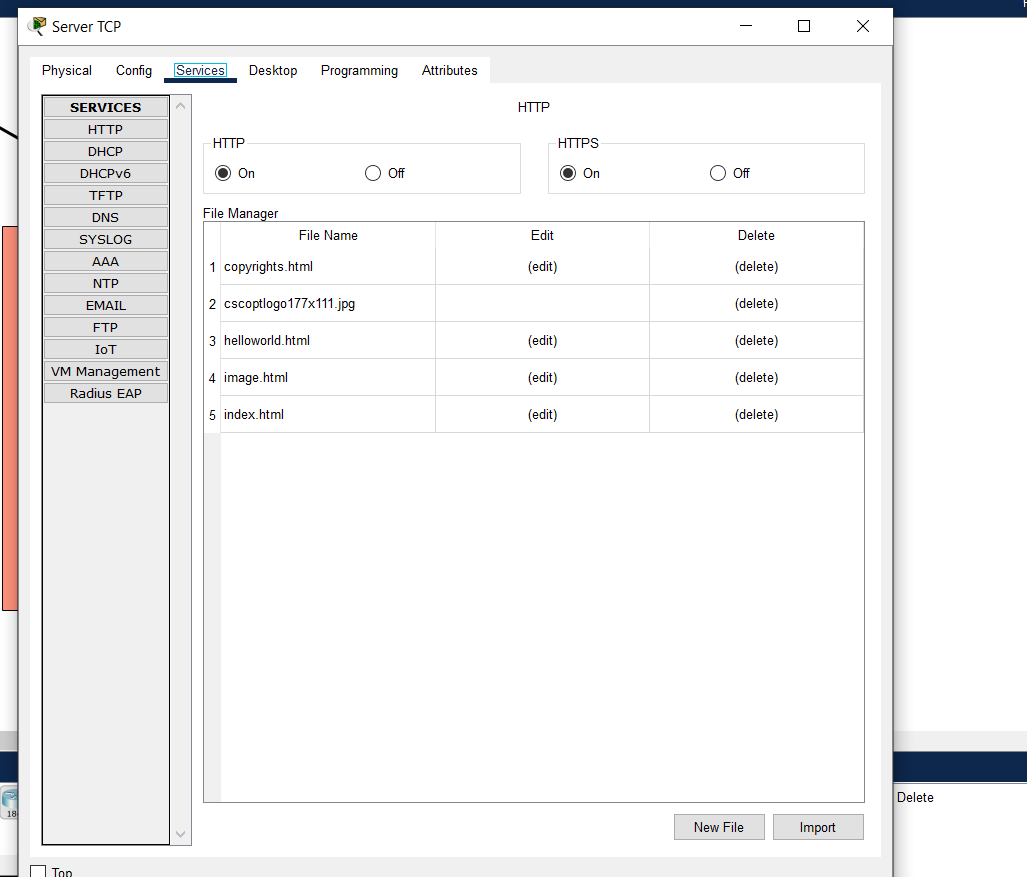 Server TCP
Physical Config Services Desktop Programming Attributes
SERVICES
HTTP
DHCP
DHCPv6
TFTP
DNS
SYSLOG
AAA
NTP
EMAIL
FTP
IoT
VM Management
Radius EAP
HTTP
HTTP
On Off
HTTPS
On Off
File Manager
File Name Edit Delete
1 copyrights.html (edit) (delete)
2 cscoptlogo177x111.jpg (delete)
3 helloworld.html (edit) (delete)
4 image.html (edit) (delete)
5 index.html (edit) (delete)
New File Import
Top
Delete
18